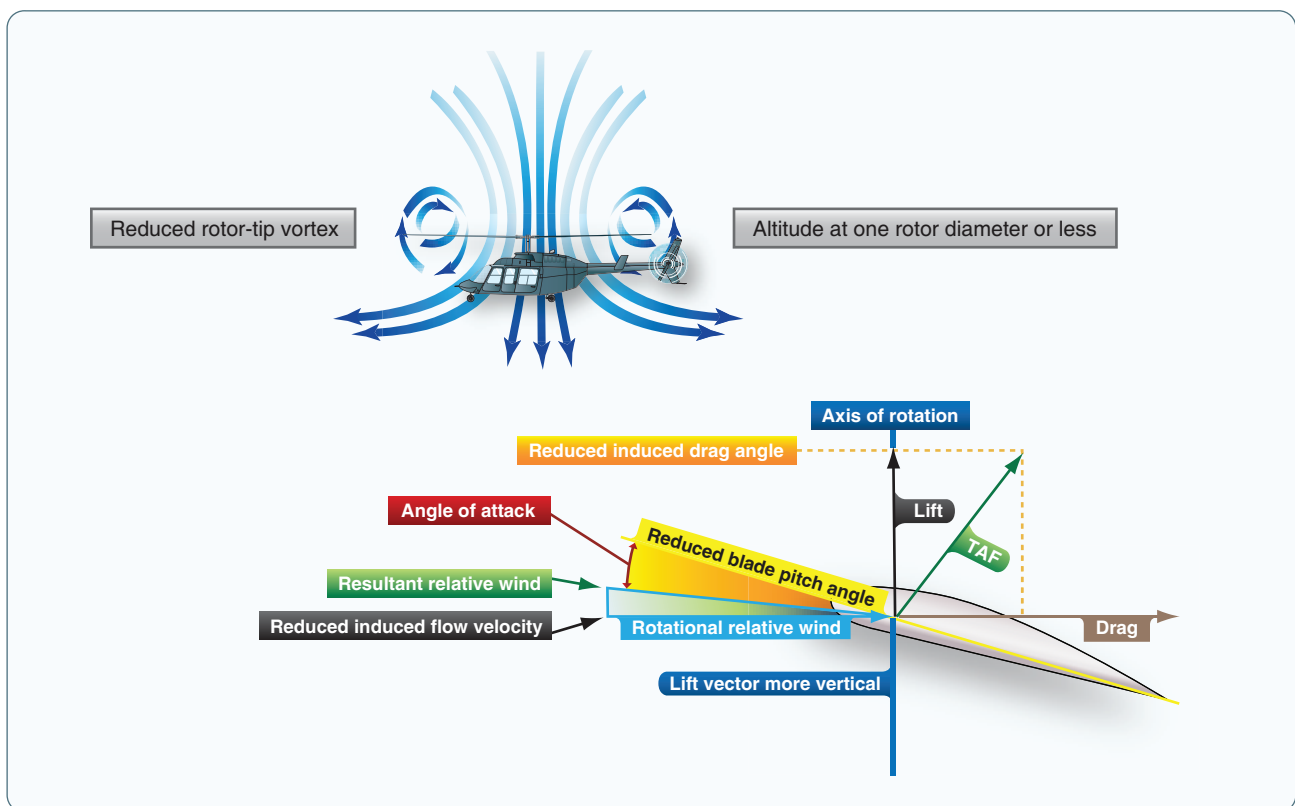 Reduced rotor-tip vortex
Altitude at one rotor diameter or less
Axis of rotation
Reduced induced drag angle
Angle of attack
Lift
Reduced blade pitch angle
TAF
Resultant relative wind
Reduced induced flow velocity
Rotational relative wind
Drag
Lift vector more vertical